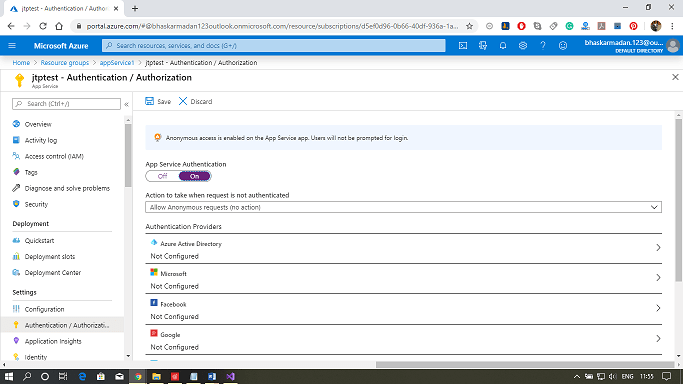 jtptest - Authentication / Author
portal.azure.com/#@bhaskarmadan123outlook.onmicrosoft.com/resource/subscriptions/d5ef0d96-0b66-40df-936a-1a...
Microsoft Azure
Search resources, services, and docs (G+/)
bhaskarmadan.123@ou...
DEFAULT DIRECTORY
Home > Resource groups > appService1 > jtptest - Authentication / Authorization
jtptest - Authentication / Authorization
App Service
Search (Ctrl+/)
Save
Discard
Overview
Activity log
Access control (IAM)
Tags
Diagnose and solve problems
Security
Deployment
Quickstart
Deployment slots
Deployment Center
Settings
Configuration
Authentication / Authorizati...
Application Insights
Identity
Anonymous access is enabled on the App Service app. Users will not be prompted for login.
App Service Authentication
Off On
Action to take when request is not authenticated
Allow Anonymous requests (no action)
Authentication Providers
Azure Active Directory
Not Configured
Microsoft
Not Configured
Facebook
Not Configured
Google
Not Configured
ENG 11:55